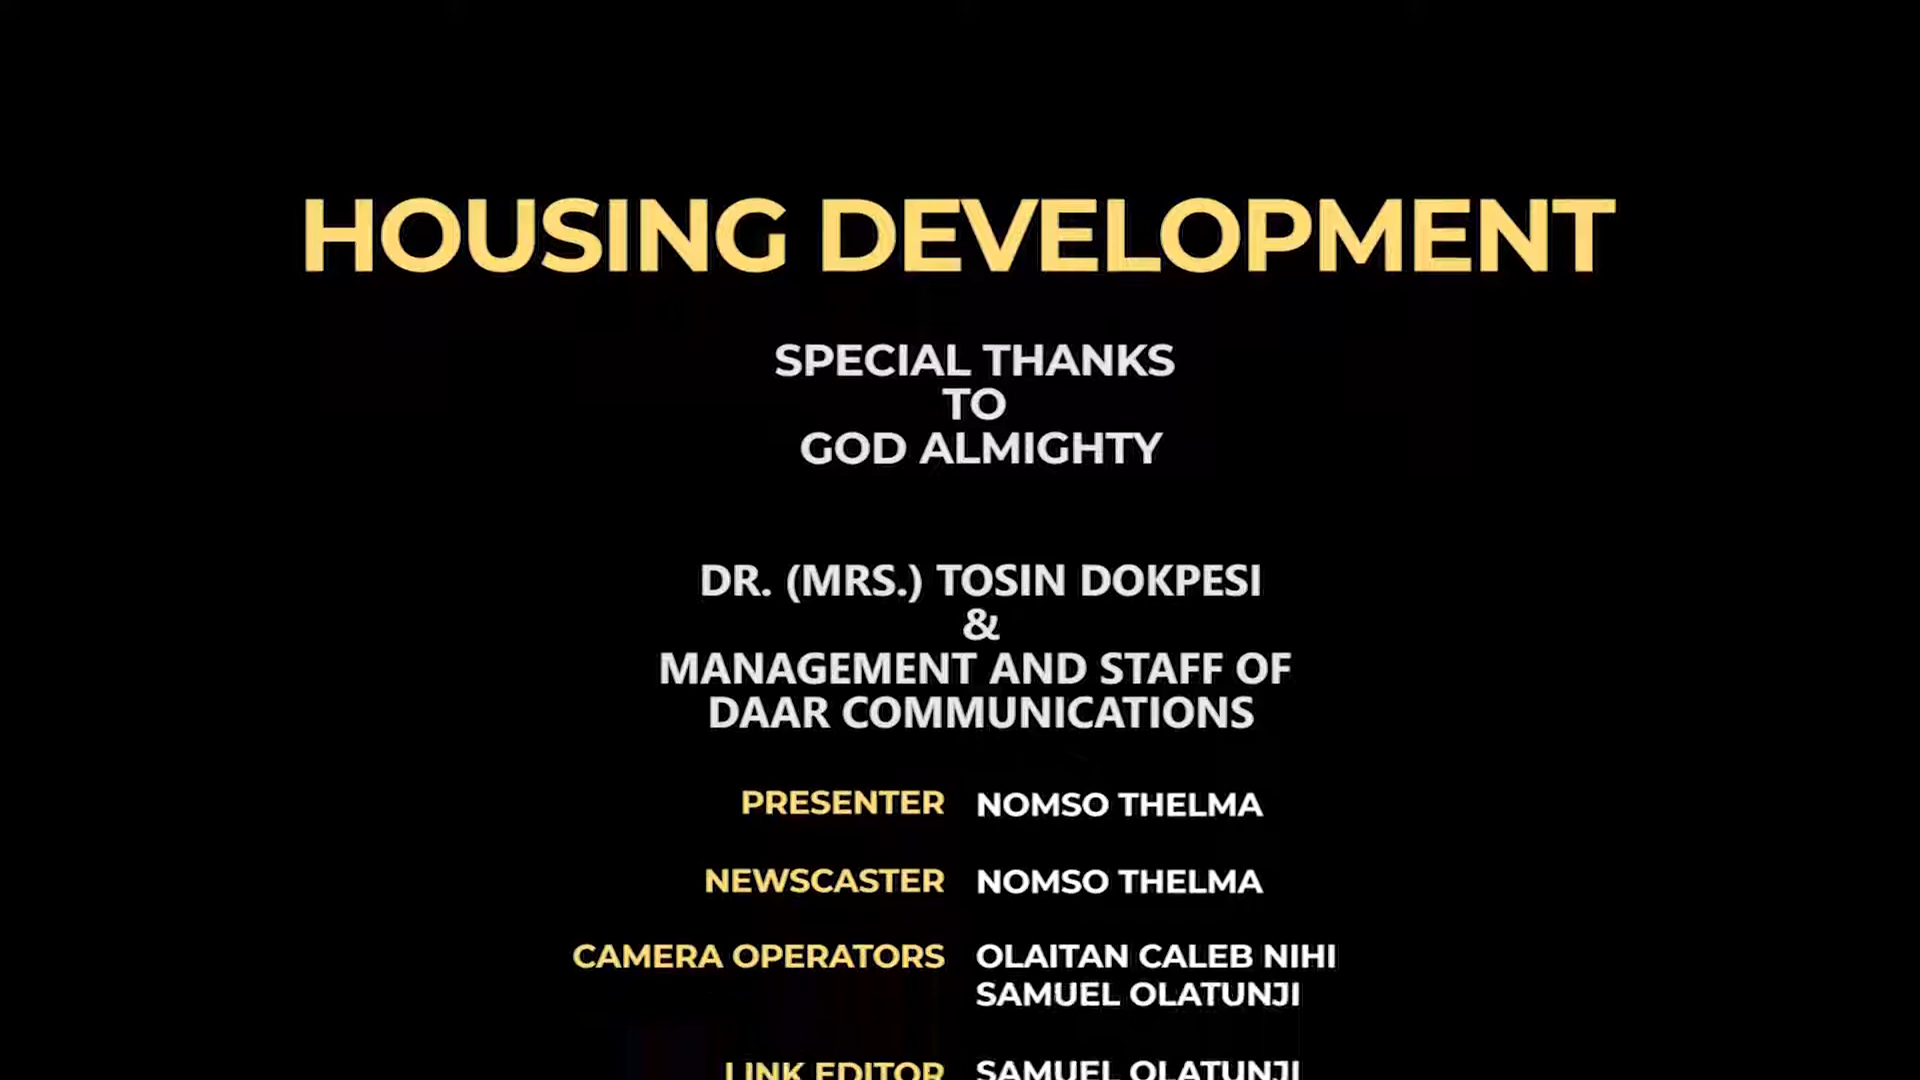 HOUSING DEVELOPMENT
SPECIAL THANKS
TO
GOD ALMIGHTY
DR. (MRS.) TOSIN DOKPESI
&
MANAGEMENT AND STAFF OF
DAAR COMMUNICATIONS
PRESENTER NOMSO THELMA
NEWSCASTER NOMSO THELMA
CAMERA OPERATORS OLAITAN CALEB NIHI
SAMUEL OLATUNJI
LINK EDITOR SAMUEL OLATUNJI